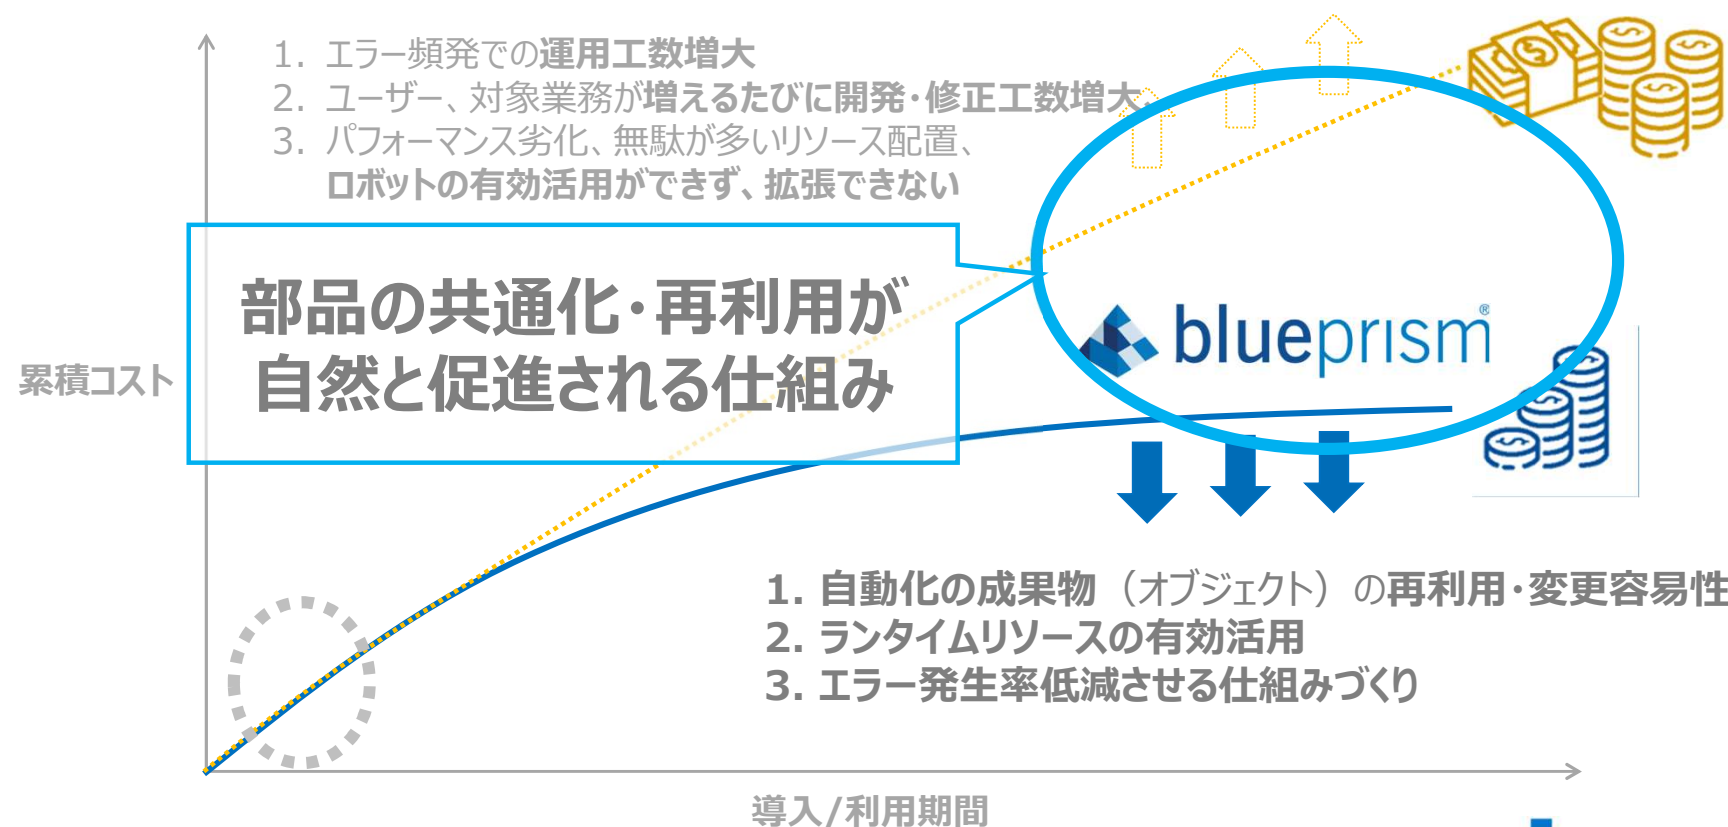 1. エラー頻発での運用工数増大
2. ユーザー、対象業務が増えるたびに開発・修正工数増大、
3. パフォーマンス劣化、無駄が多いリソース配置、
ロボットの有効活用ができず、拡張できない
部品の共通化・再利用が
自然と促進される仕組み
blueprism®
累積コスト
1. 自動化の成果物（オブジェクト）の再利用・変更容易性
2. ランタイムリソースの有効活用
3. エラー発生率低減させる仕組みづくり
導入/利用期間